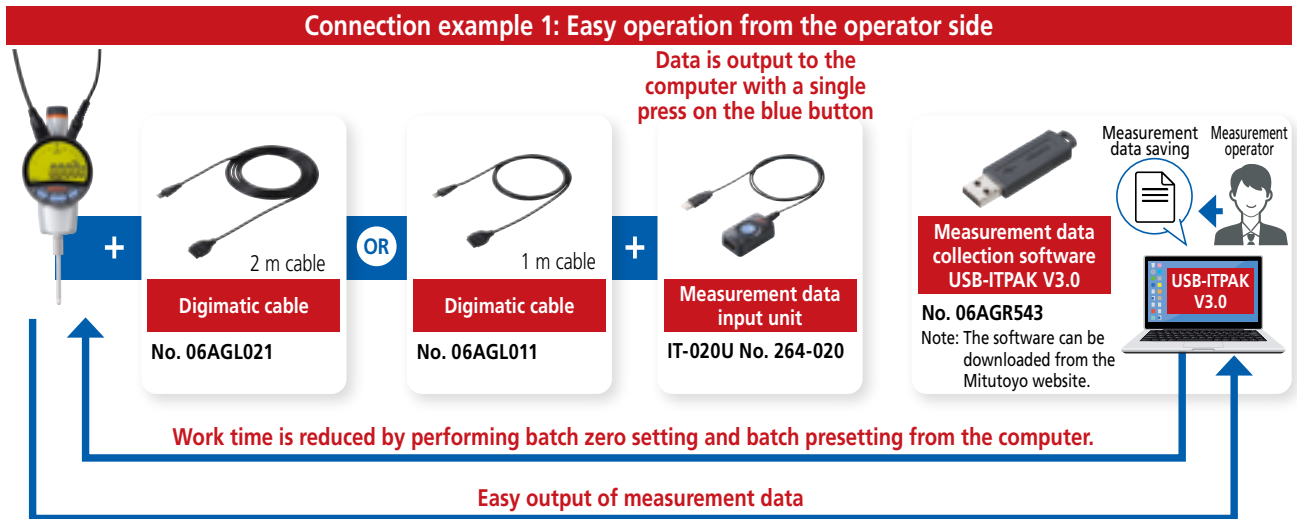 Connection example 1: Easy operation from the operator side
Data is output to the
computer with a single
press on the blue button
+
2 m cable
Digimatic cable
No. 06AGL021
OR
1 m cable
Digimatic cable
No. 06AGL011
+
Measurement data
input unit
IT-020U No. 264-020
Measurement data
collection software
USB-ITPAK V3.0
No. 06AGR543
Note: The software can be
downloaded from the
Mitutoyo website.
Measurement
data saving
Measurement
operator
USB-ITPAK
V3.0
Work time is reduced by performing batch zero setting and batch presetting from the computer.
Easy output of measurement data